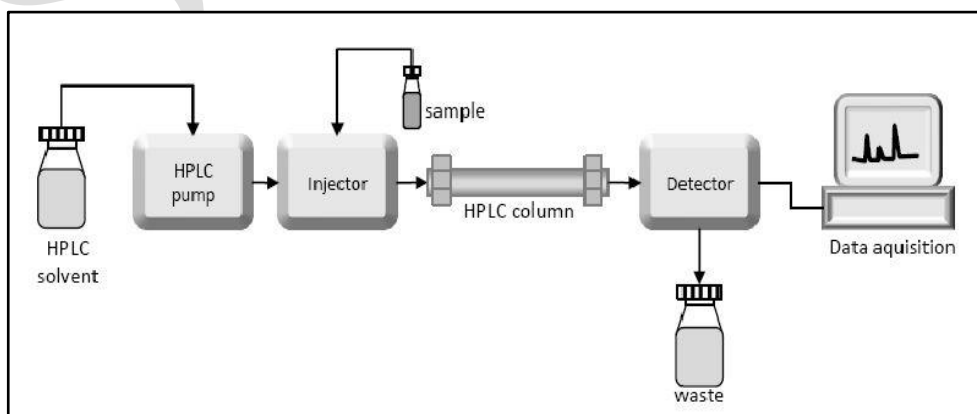 sample
HPLC
pump
Injector
Detector
HPLC column
HPLC
solvent
Data aquisition
waste